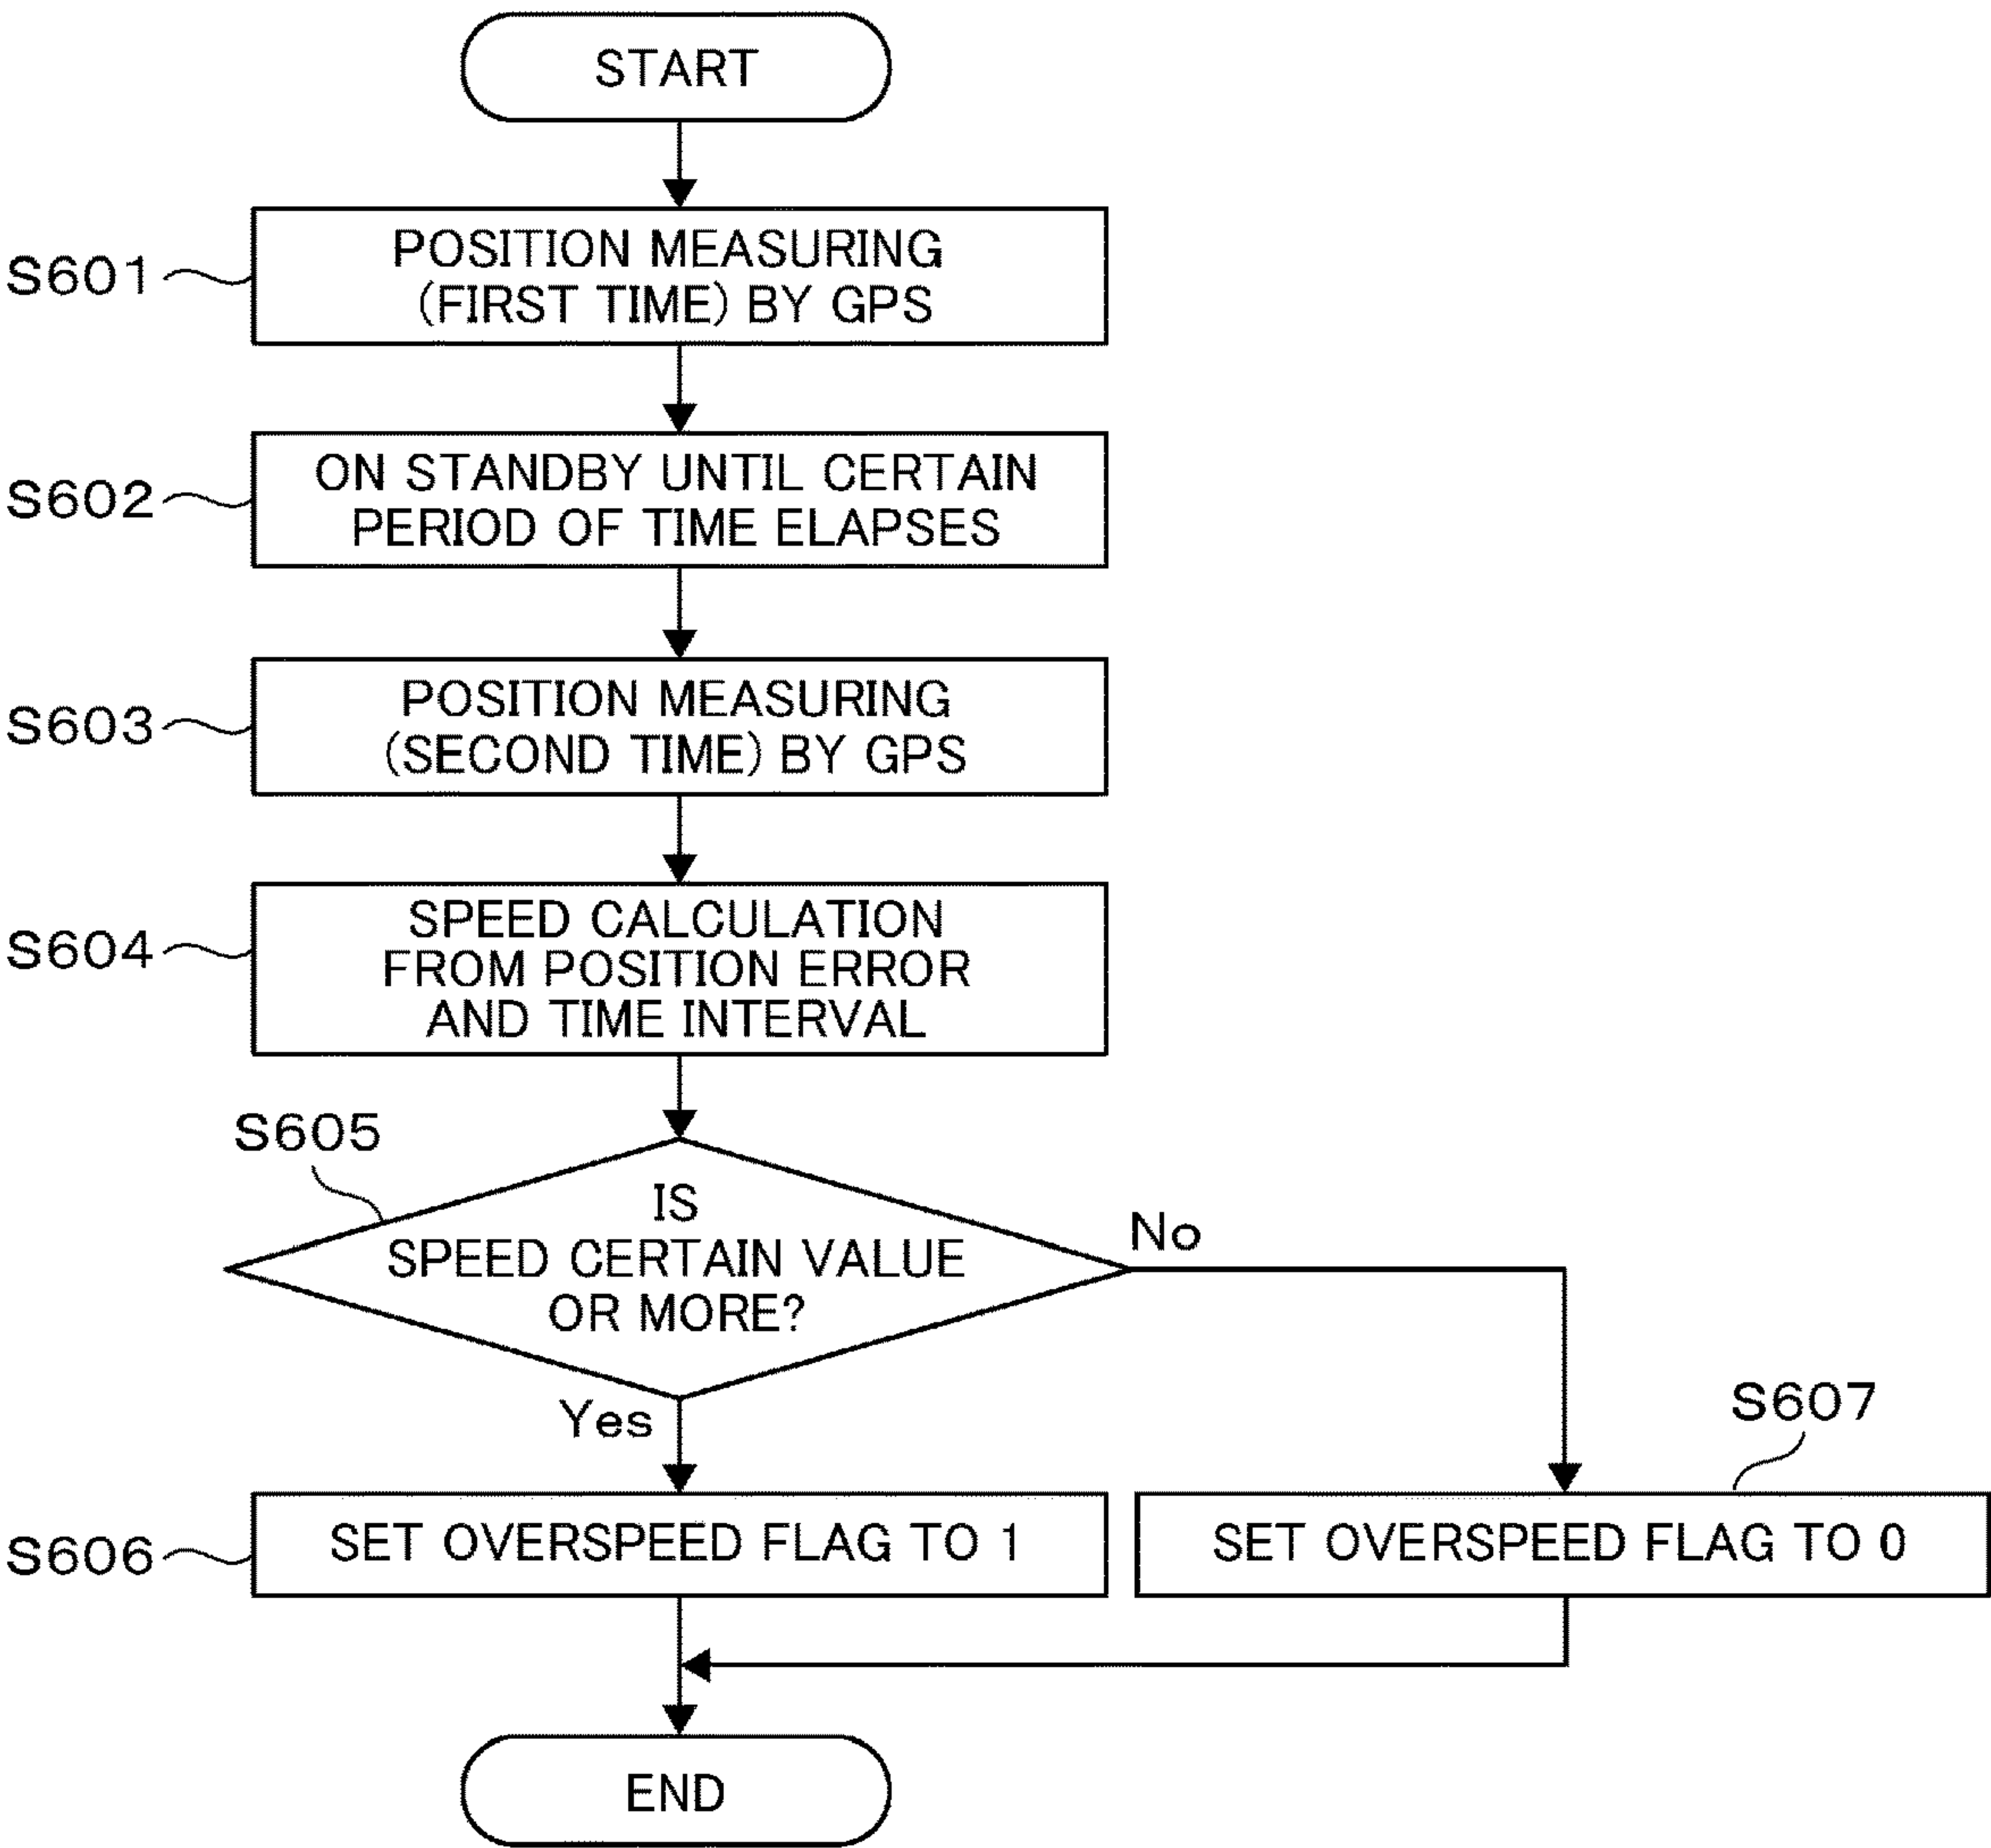 START
S601
POSITION MEASURING
(FIRST TIME) BY GPS
S602
ON STANDBY UNTIL CERTAIN
PERIOD OF TIME ELAPSES
S603
POSITION MEASURING
(SECOND TIME) BY GPS
S604
SPEED CALCULATION
FROM POSITION ERROR
AND TIME INTERVAL
S605
IS
SPEED CERTAIN VALUE
OR MORE?
No
Yes
S606
SET OVERSPEED FLAG TO 1
S607
SET OVERSPEED FLAG TO 0
END